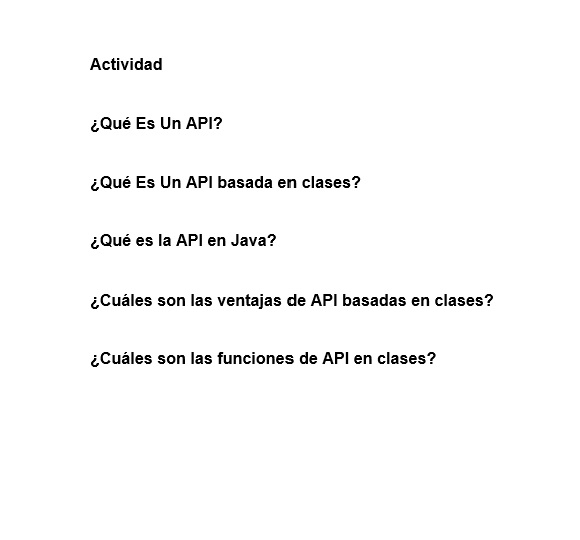 Actividad
¿Qué Es Un API?
¿Qué Es Un API basada en clases?
¿Qué es la API en Java?
¿Cuáles son las ventajas de API basadas en clases?
¿Cuáles son las funciones de API en clases?